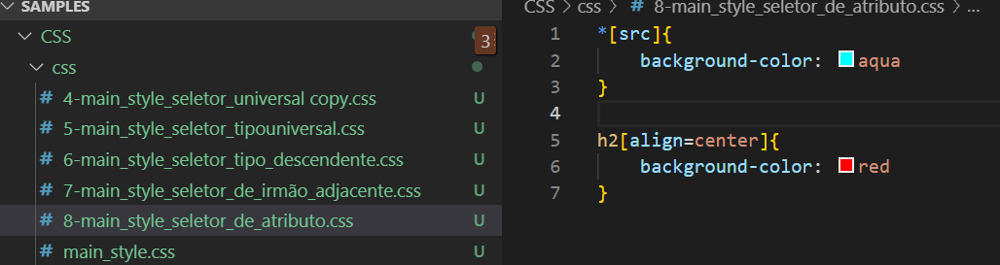 SAMPLES
CSS
3
css
# 4-main_style_seletor_universal copy.css U
# 5-main_style_seletor_tipouniversal.css U
# 6-main_style_seletor_tipo_descendente.css U
# 7-main_style_seletor_de_irmão_adjacente.css U
# 8-main_style_seletor_de_atributo.css U
# main_style.css U
CSS > css > # 8-main_style_seletor_de_atributo.css > ...
1 *[src]{
2 background-color: aqua
3 }
4
5 h2[align=center]{
6 background-color: red
7 }